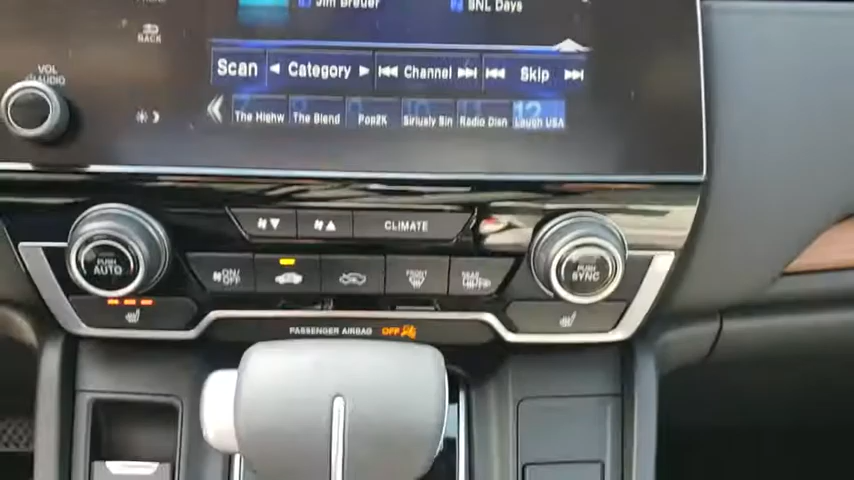 Jim Breuer SNL Days
BACK
Scan Category Channel Skip
VOL
AUDIO
The Highw The Blend Pop2K Siriusly Sin Radio Disn Laugh USA
12
CLIMATE
PUSH
AUTO
PUSH
SYNC
ON/
OFF
FRONT
REAR
PASSENGER AIRBAG OFF